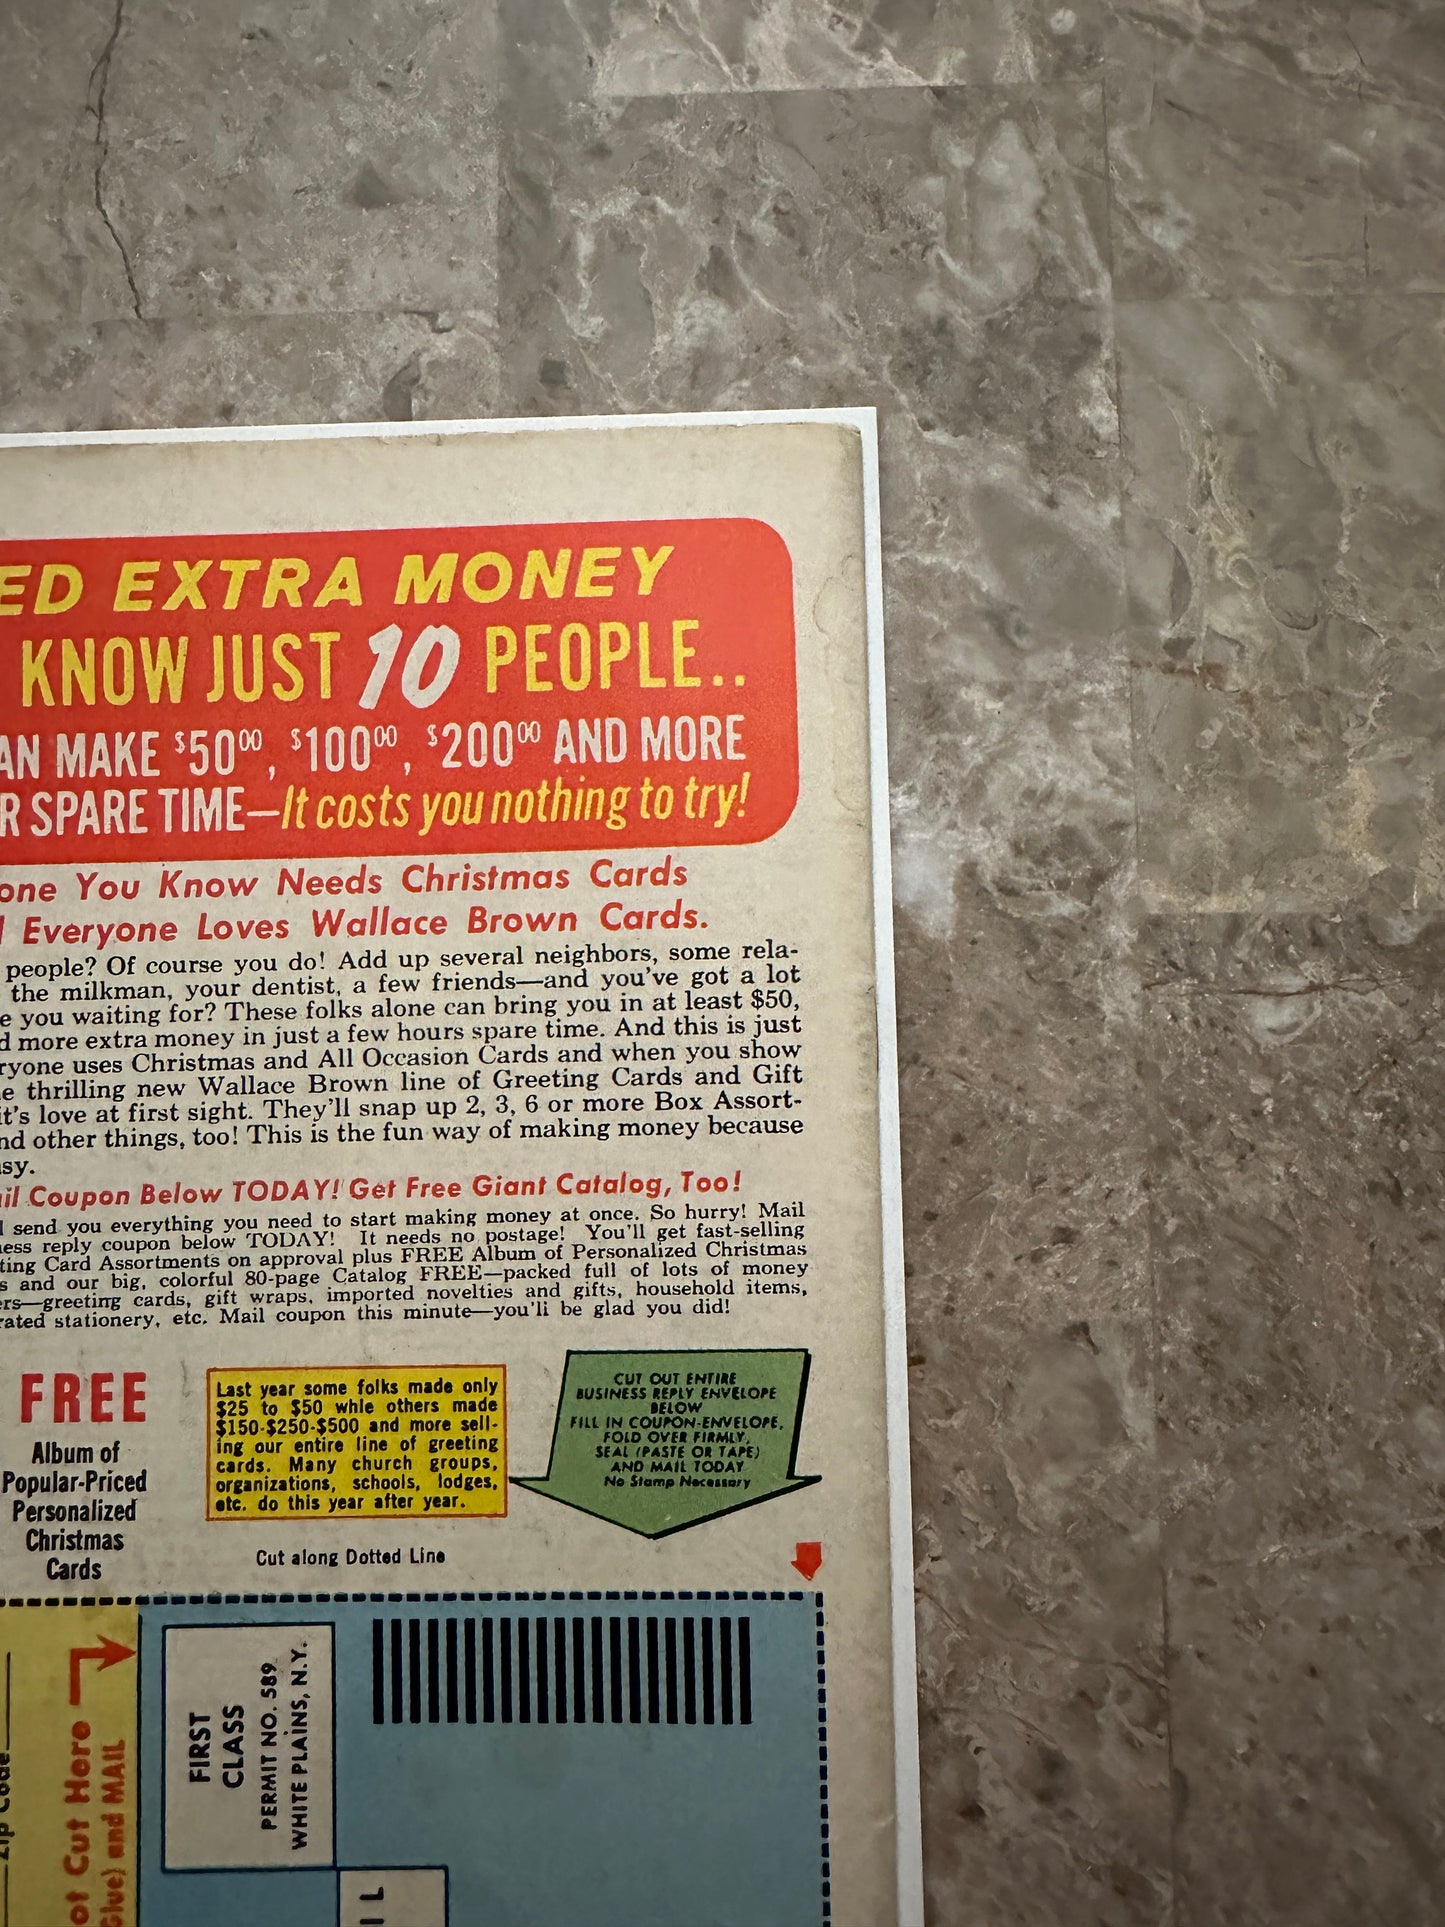 ED EXTRA MONEY
KNOW JUST 10 PEOPLE..
AN MAKE $50⁰⁰, $100⁰⁰, $200⁰⁰ AND MORE
R SPARE TIME—It costs you nothing to try!
one You Know Needs Christmas Cards
Everyone Loves Wallace Brown Cards.
people? Of course you do! Add up several neighbors, some rela-
the milkman, your dentist, a few friends—and you've got a lot
e you waiting for? These folks alone can bring you in at least $50,
d more extra money in just a few hours spare time. And this is just
ryone uses Christmas and All Occasion Cards and when you show
e thrilling new Wallace Brown line of Greeting Cards and Gift
it's love at first sight. They'll snap up 2, 3, 6 or more Box Assort-
nd other things, too! This is the fun way of making money because
sy.
il Coupon Below TODAY! Get Free Giant Catalog, Too!
l send you everything you need to start making money at once. So hurry! Mail
ness reply coupon below TODAY! It needs no postage! You'll get fast-selling
ting Card Assortments on approval plus FREE Album of Personalized Christmas
s and our big, colorful 80-page Catalog FREE—packed full of lots of money
ers—greeting cards, gift wraps, imported novelties and gifts, household items,
rated stationery, etc. Mail coupon this minute—you'll be glad you did!
FREE
Album of
Popular-Priced
Personalized
Christmas
Cards
Last year some folks made only
$25 to $50 whle others made
$150-$250-$500 and more sell-
ing our entire line of greeting
cards. Many church groups,
organizations, schools, lodges,
etc. do this year after year.
CUT OUT ENTIRE
BUSINESS REPLY ENVELOPE
BELOW
FILL IN COUPON-ENVELOPE,
FOLD OVER FIRMLY,
SEAL (PASTE OR TAPE)
AND MAIL TODAY
No Stamp Necessary
Cut along Dotted Line
Zip Code
ot Cut Here
Glue) and MAIL
FIRST
CLASS
PERMIT NO. 589
WHITE PLAINS, N.Y.
I L